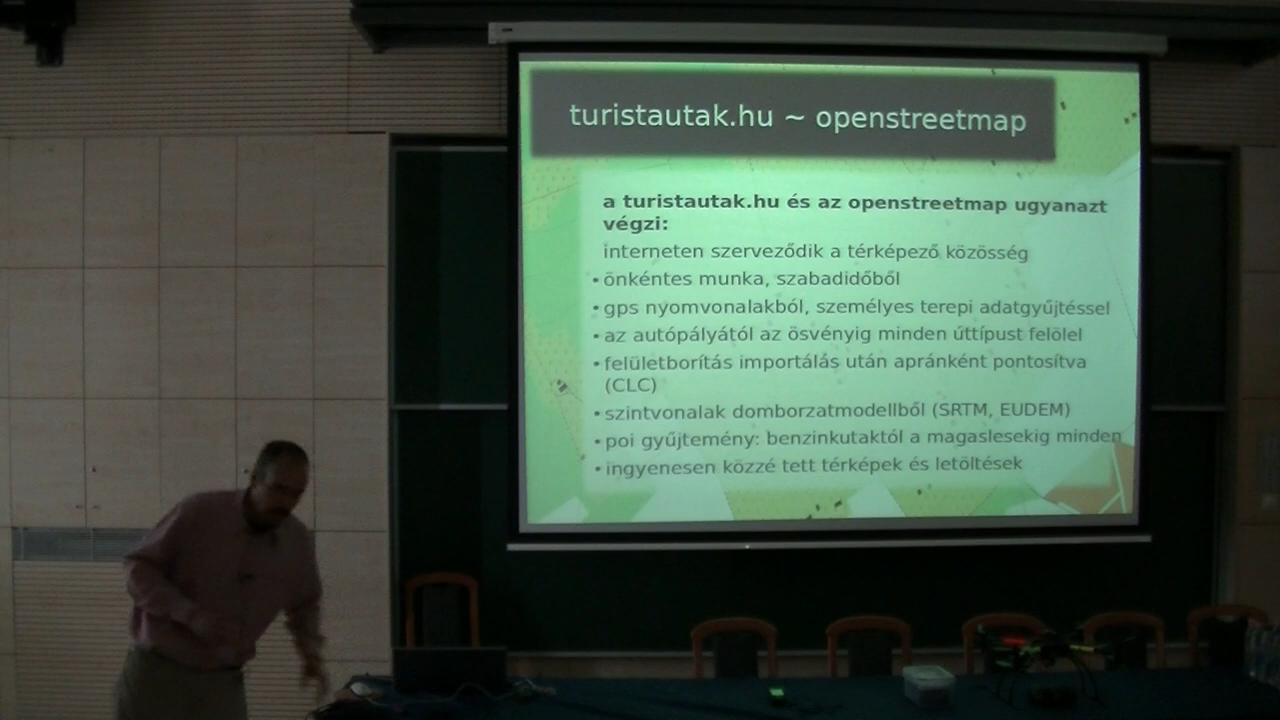 turistautak.hu ~ openstreetmap
a turistautak.hu és az openstreetmap ugyanazt
végzi:
interneten szerveződik a térképező közösség
• önkéntes munka, szabadidőből
• gps nyomvonalakból, személyes terepi adatgyűjtéssel
• az autópályától az ösvényig minden úttípust felölel
• felületborítás importálás után apránként pontosítva
(CLC)
• szintvonalak domborzatmodellből (SRTM, EUDEM)
• poi gyűjtemény: benzinkutaktól a magaslesekig minden
• ingyenesen közzé tett térképek és letöltések